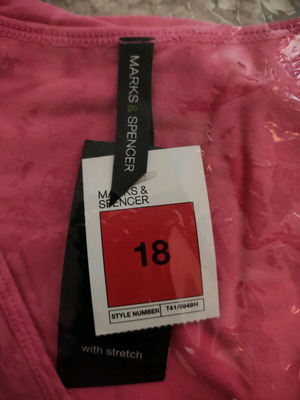 MARKS & SPENCER
MARKS &
SPENCER
18
STYLE NUMBER T41/0949H
with stretch